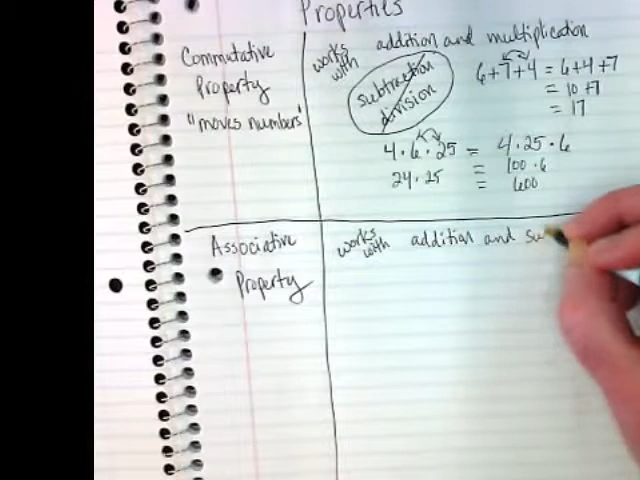 Properties
Commutative
Property
"moves numbers"
works
with
addition and multiplication
subtraction
division
6+7+4 = 6+4+7
= 10+7
= 17
4·6·25 = 4·25·6
24·25 = 100·6
= 600
Associative
Property
works
with
addition and su